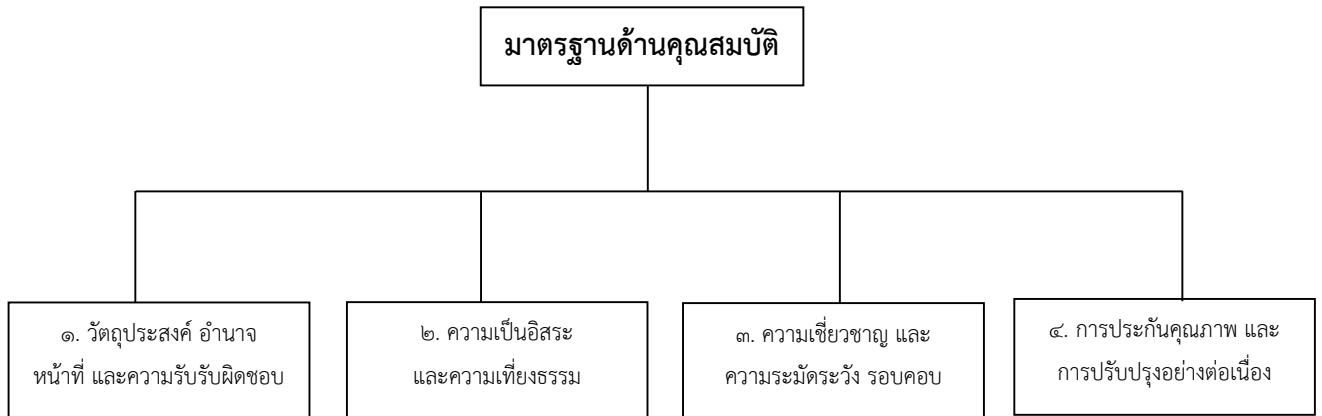 มาตรฐานด้านคุณสมบัติ
๑. วัตถุประสงค์ อำนาจ
หน้าที่ และความรับรับผิดชอบ
๒. ความเป็นอิสระ
และความเที่ยงธรรม
๓. ความเชี่ยวชาญ และ
ความระมัดระวัง รอบคอบ
๔. การประกันคุณภาพ และ
การปรับปรุงอย่างต่อเนื่อง